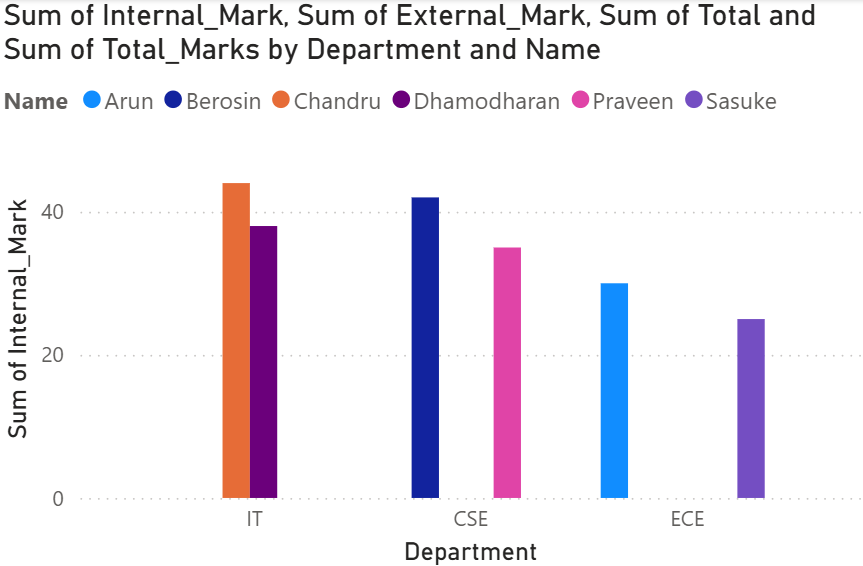 Sum of Internal_Mark, Sum of External_Mark, Sum of Total and
Sum of Total_Marks by Department and Name
Name Arun Berosin Chandru Dhamodharan Praveen Sasuke
Sum of Internal_Mark
40
20
0
IT CSE ECE
Department